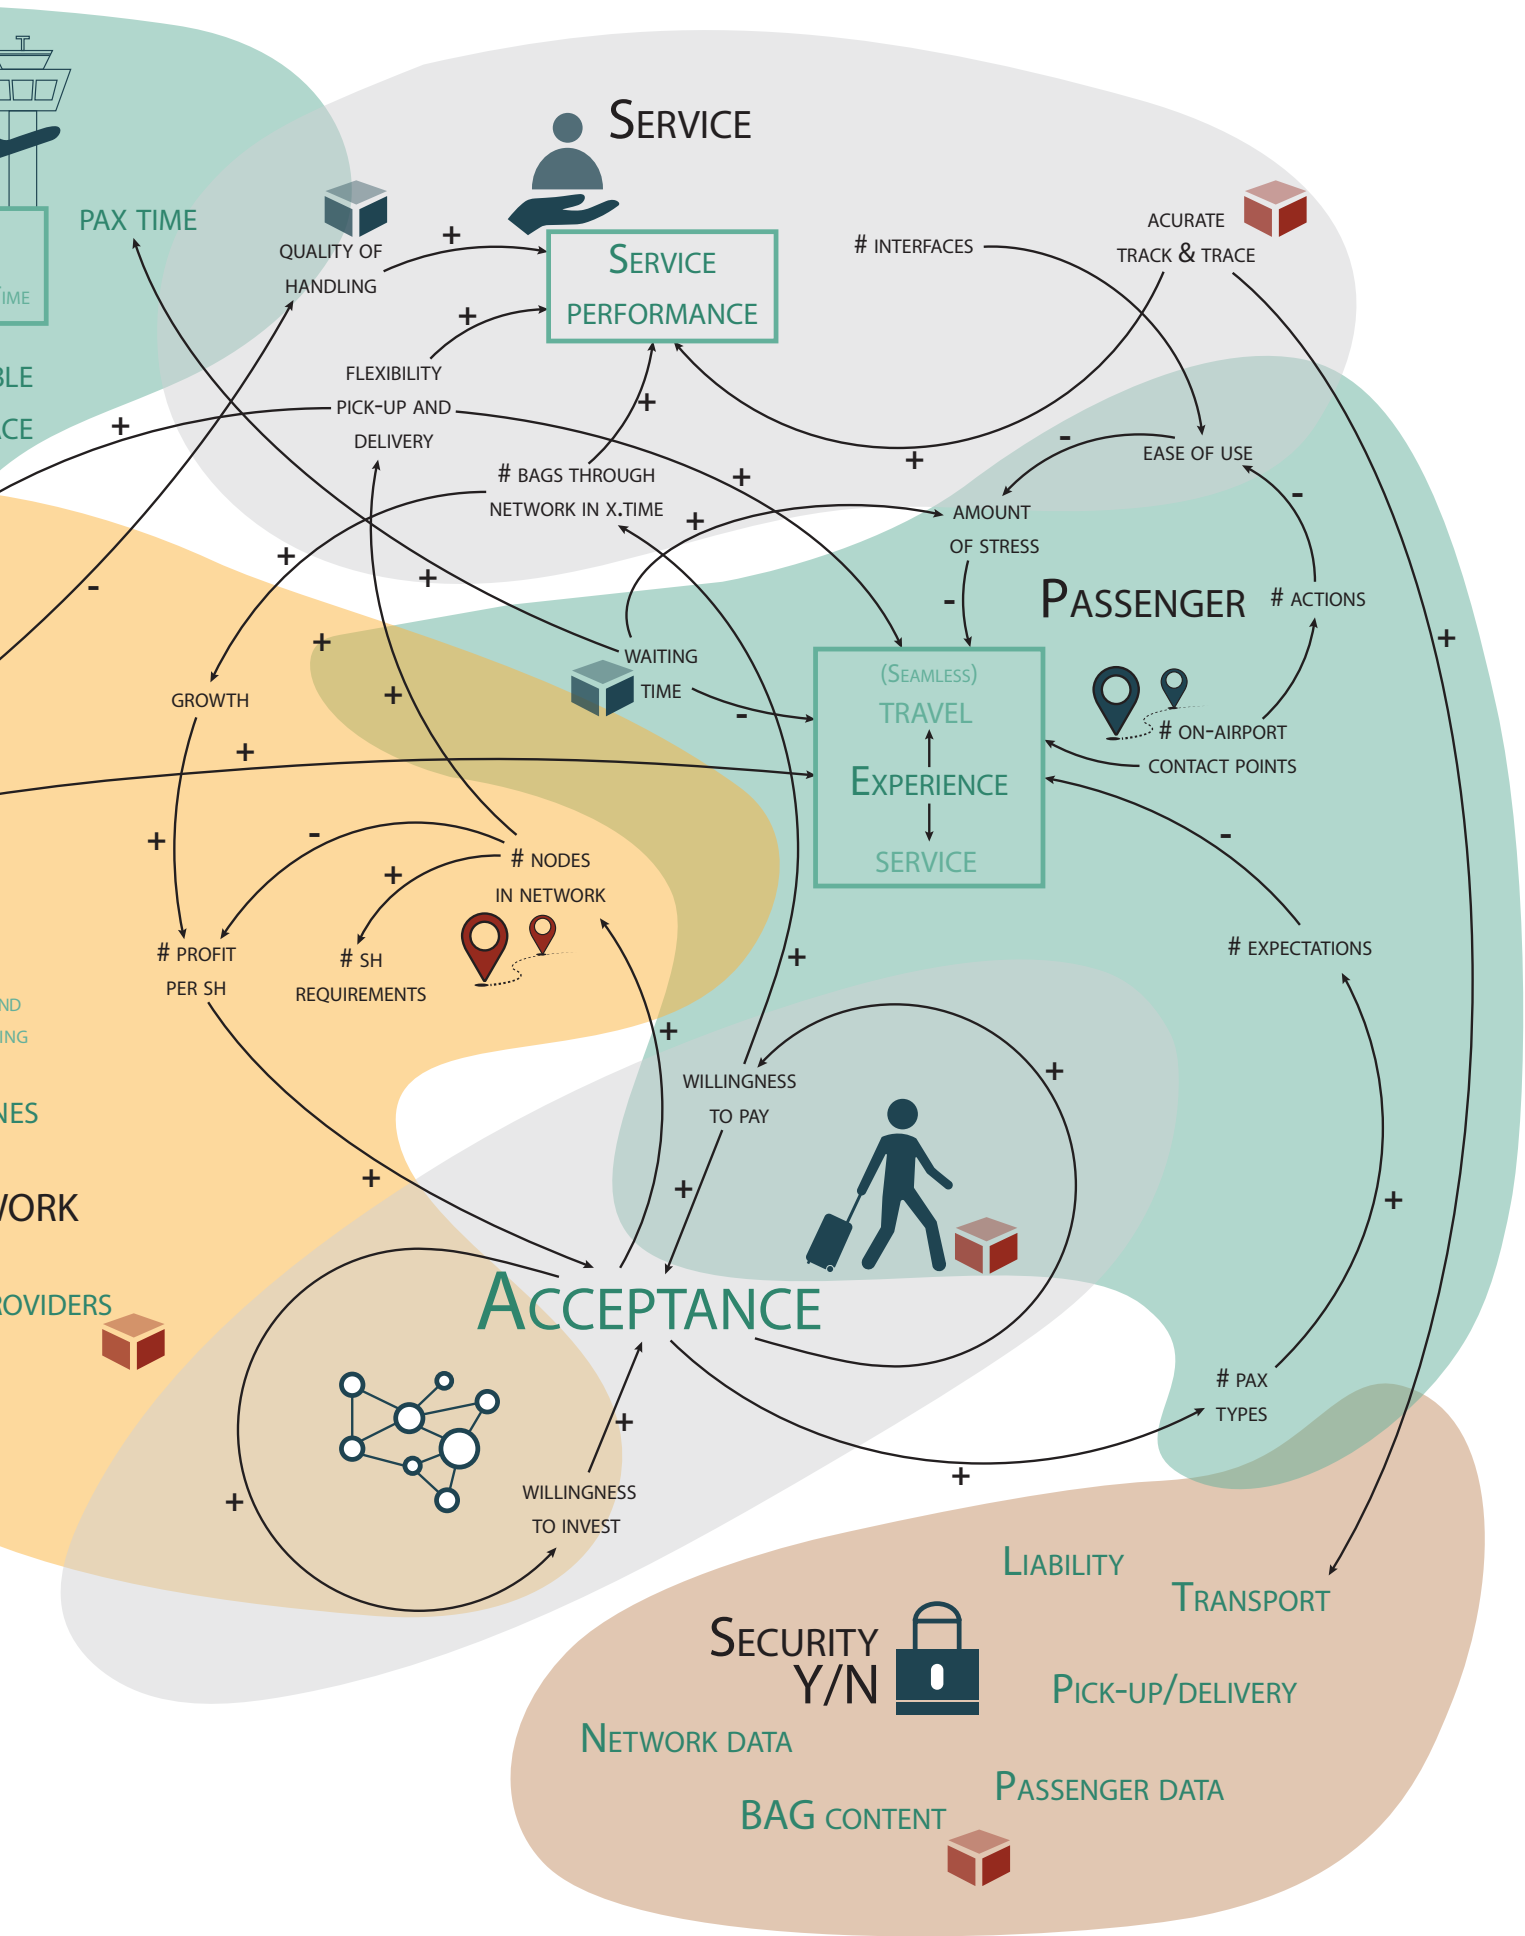 SERVICE
PAX TIME
QUALITY OF
HANDLING
+
SERVICE
PERFORMANCE
# INTERFACES
ACURATE
TRACK & TRACE
TIME
+
FLEXIBILITY
PICK-UP AND
DELIVERY
+
+
+
-
EASE OF USE
+
# BAGS THROUGH
NETWORK IN X.TIME
+
-
AMOUNT
OF STRESS
+
+
+
-
-
PASSENGER
# ACTIONS
+
+
WAITING
TIME
-
+
GROWTH
(SEAMLESS)
TRAVEL
EXPERIENCE
SERVICE
# ON-AIRPORT
CONTACT POINTS
+
+
-
+
# NODES
IN NETWORK
-
# PROFIT
PER SH
# SH
REQUIREMENTS
+
# EXPECTATIONS
+
WILLINGNESS
TO PAY
+
+
+
+
ACCEPTANCE
# PAX
TYPES
+
+
+
WILLINGNESS
TO INVEST
LIABILITY
TRANSPORT
SECURITY
Y/N
PICK-UP/DELIVERY
NETWORK DATA
PASSENGER DATA
BAG CONTENT